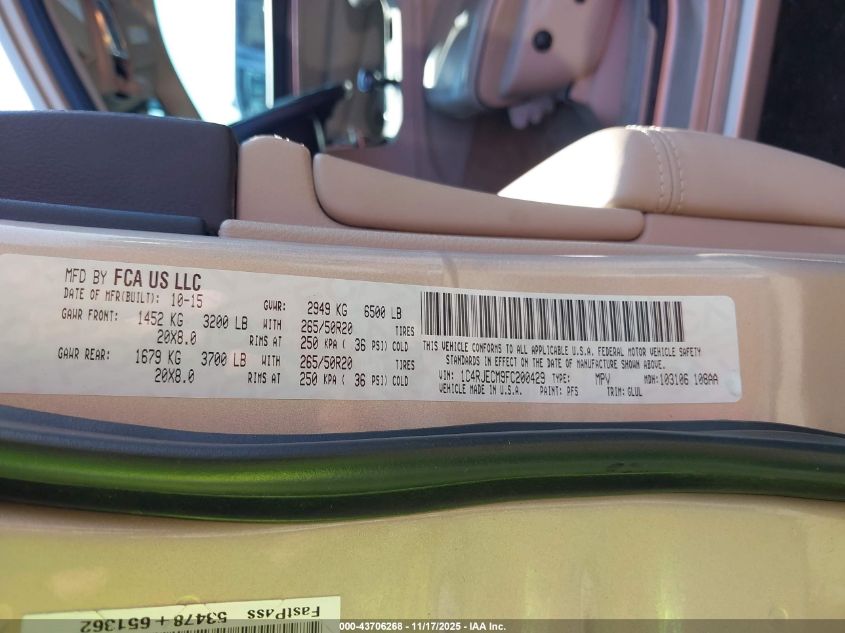 MFD BY FCA US LLC
DATE OF MFR(BUILT): 10-15 GVWR: 2949 KG 6500 LB
GAWR FRONT: 1452 KG 3200 LB WITH 265/50R20 TIRES
20X8.0 RIMS AT 250 KPA ( 36 PSI) COLD
GAWR REAR: 1679 KG 3700 LB WITH 265/50R20 TIRES
20X8.0 RIMS AT 250 KPA ( 36 PSI) COLD
THIS VEHICLE CONFORMS TO ALL APPLICABLE U.S.A. FEDERAL MOTOR VEHICLE SAFETY
STANDARDS IN EFFECT ON THE DATE OF MANUFACTURE SHOWN ABOVE.
VIN: 1C4RJECM9FC200429 TYPE: MPV MDH: 103106 108AA
VEHICLE MADE IN U.S.A. PAINT: PFS TRIM: GLUL
FastPass 53478 + 651362
000-43706268 - 11/17/2025 - IAA Inc.